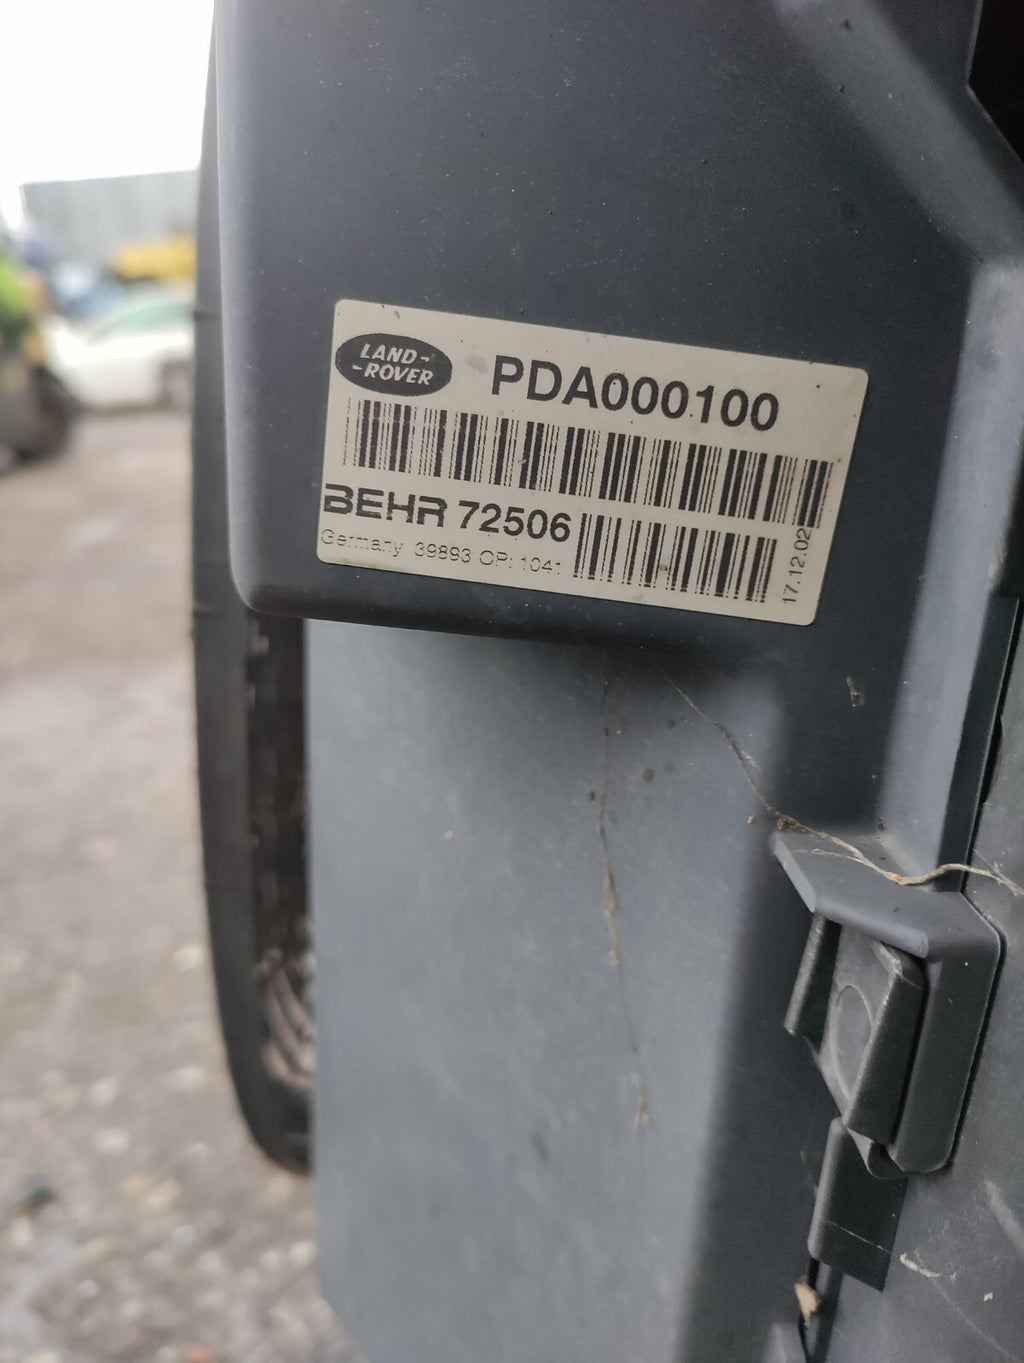 LAND-
-ROVER
PDA000100
BEHR 72506
Germany 39893 OP: 1041
17.12.02